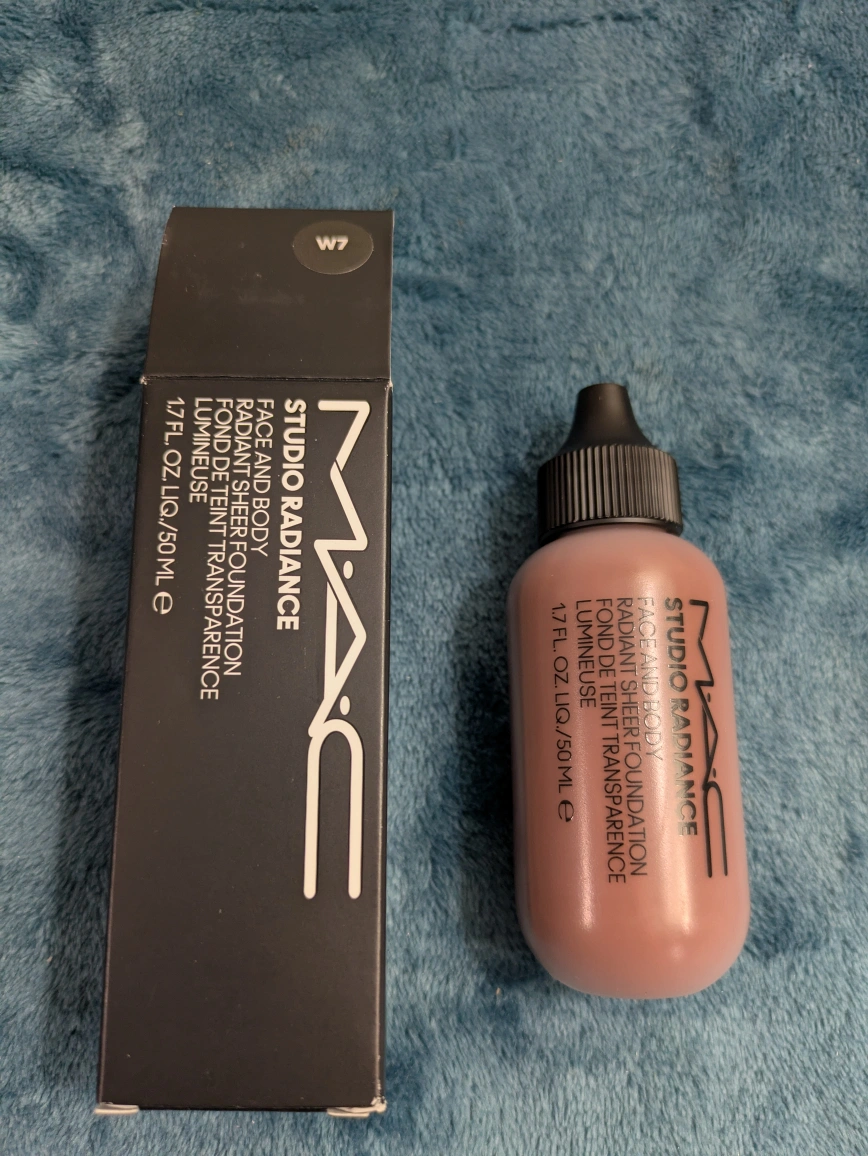 W7
MAC
STUDIO RADIANCE
FACE AND BODY
RADIANT SHEER FOUNDATION
FOND DE TEINT TRANSPARENCE
LUMINEUSE
1.7 FL. OZ. LIQ./50 ML e
MAC
STUDIO RADIANCE
FACE AND BODY
RADIANT SHEER FOUNDATION
FOND DE TEINT TRANSPARENCE
LUMINEUSE
1.7 FL. OZ. LIQ./50 ML e